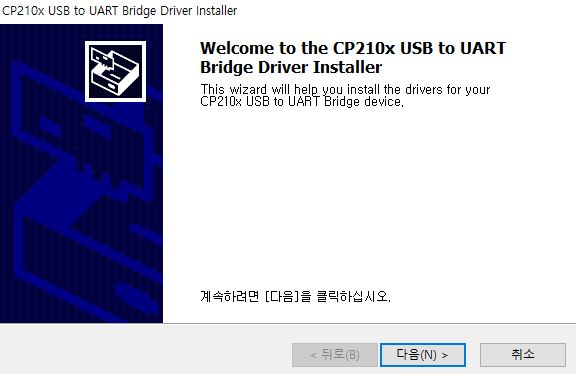 CP210x USB to UART Bridge Driver Installer
Welcome to the CP210x USB to UART
Bridge Driver Installer
This wizard will help you install the drivers for your
CP210x USB to UART Bridge device.
계속하려면 [다음]을 클릭하십시오.
< 뒤로(B)
다음(N) >
취소